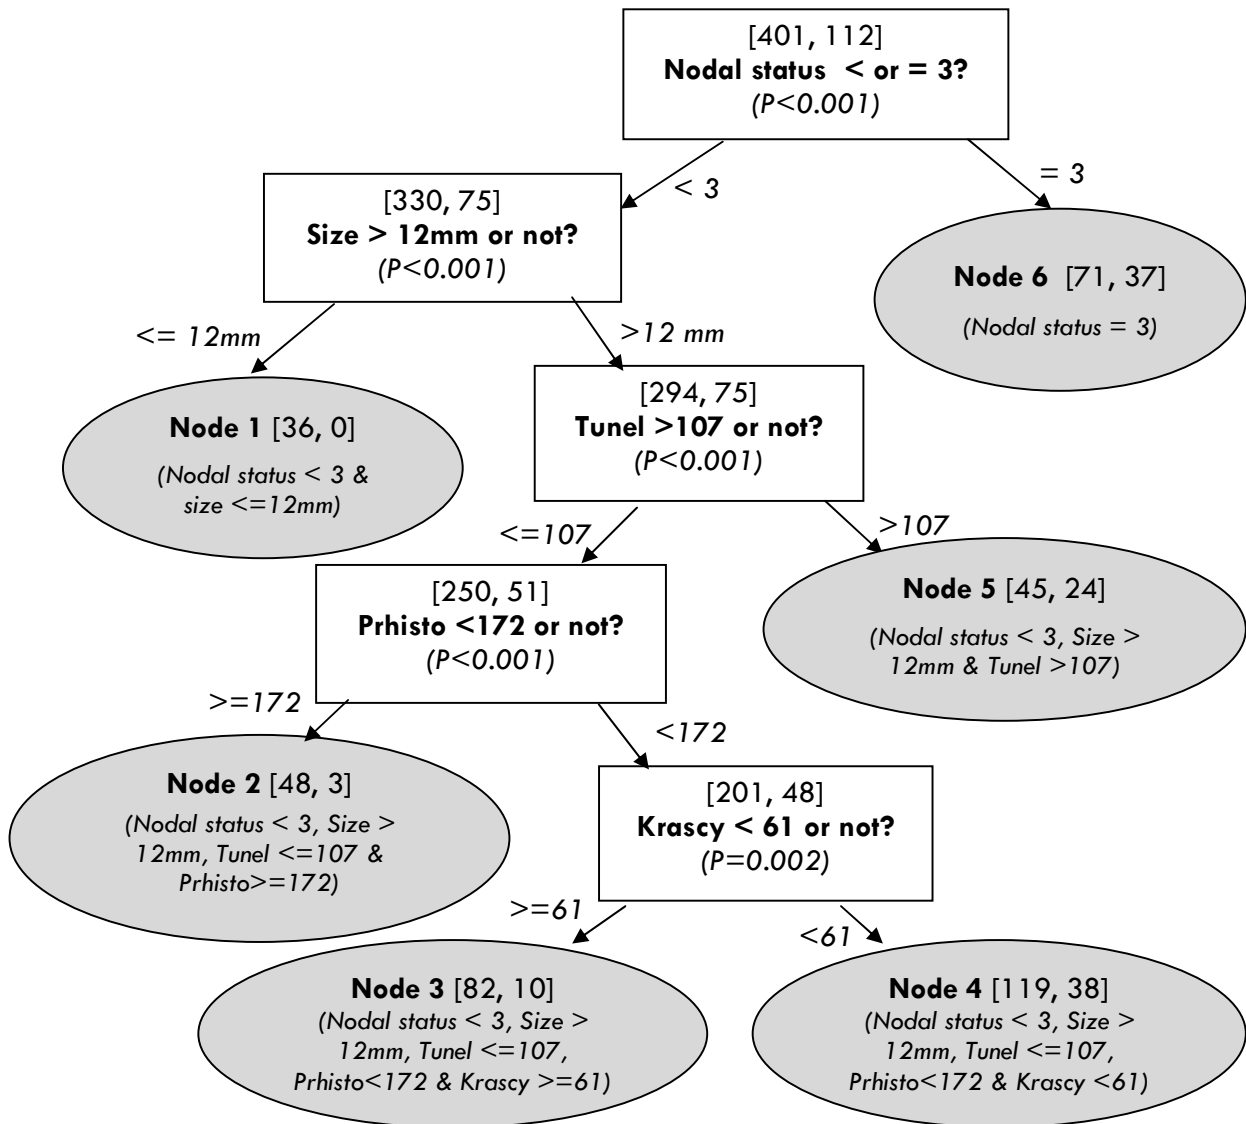 [401, 112]
Nodal status < or = 3?
(P<0.001)
< 3
= 3
[330, 75]
Size > 12mm or not?
(P<0.001)
Node 6 [71, 37]
(Nodal status = 3)
<= 12mm
>12 mm
Node 1 [36, 0]
(Nodal status < 3 &
size <=12mm)
[294, 75]
Tunel >107 or not?
(P<0.001)
<=107
>107
[250, 51]
Prhisto <172 or not?
(P<0.001)
Node 5 [45, 24]
(Nodal status < 3, Size >
12mm & Tunel >107)
>=172
<172
Node 2 [48, 3]
(Nodal status < 3, Size >
12mm, Tunel <=107 &
Prhisto>=172)
[201, 48]
Krascy < 61 or not?
(P=0.002)
>=61
<61
Node 3 [82, 10]
(Nodal status < 3, Size >
12mm, Tunel <=107,
Prhisto<172 & Krascy >=61)
Node 4 [119, 38]
(Nodal status < 3, Size >
12mm, Tunel <=107,
Prhisto<172 & Krascy <61)